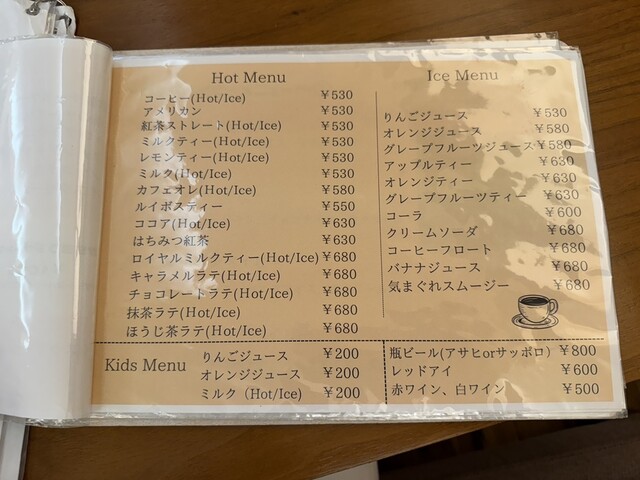 Hot Menu
コーヒー(Hot/Ice) ¥530
アメリカン ¥530
紅茶ストレート(Hot/Ice) ¥530
ミルクティー(Hot/Ice) ¥530
レモンティー(Hot/Ice) ¥530
ミルク(Hot/Ice) ¥530
カフェオレ(Hot/Ice) ¥580
ルイボスティー ¥550
ココア(Hot/Ice) ¥630
はちみつ紅茶 ¥630
ロイヤルミルクティー(Hot/Ice) ¥680
キャラメルラテ(Hot/Ice) ¥680
チョコレートラテ(Hot/Ice) ¥680
抹茶ラテ(Hot/Ice) ¥680
ほうじ茶ラテ(Hot/Ice) ¥680
Ice Menu
りんごジュース ¥530
オレンジジュース ¥580
グレープフルーツジュース ¥580
アップルティー ¥630
オレンジティー ¥630
グレープフルーツティー ¥630
コーラ ¥600
クリームソーダ ¥680
コーヒーフロート ¥680
バナナジュース ¥680
気まぐれスムージー ¥680
Kids Menu
りんごジュース ¥200
オレンジジュース ¥200
ミルク (Hot/Ice) ¥200
瓶ビール(アサヒorサッポロ) ¥800
レッドアイ ¥600
赤ワイン、白ワイン ¥500